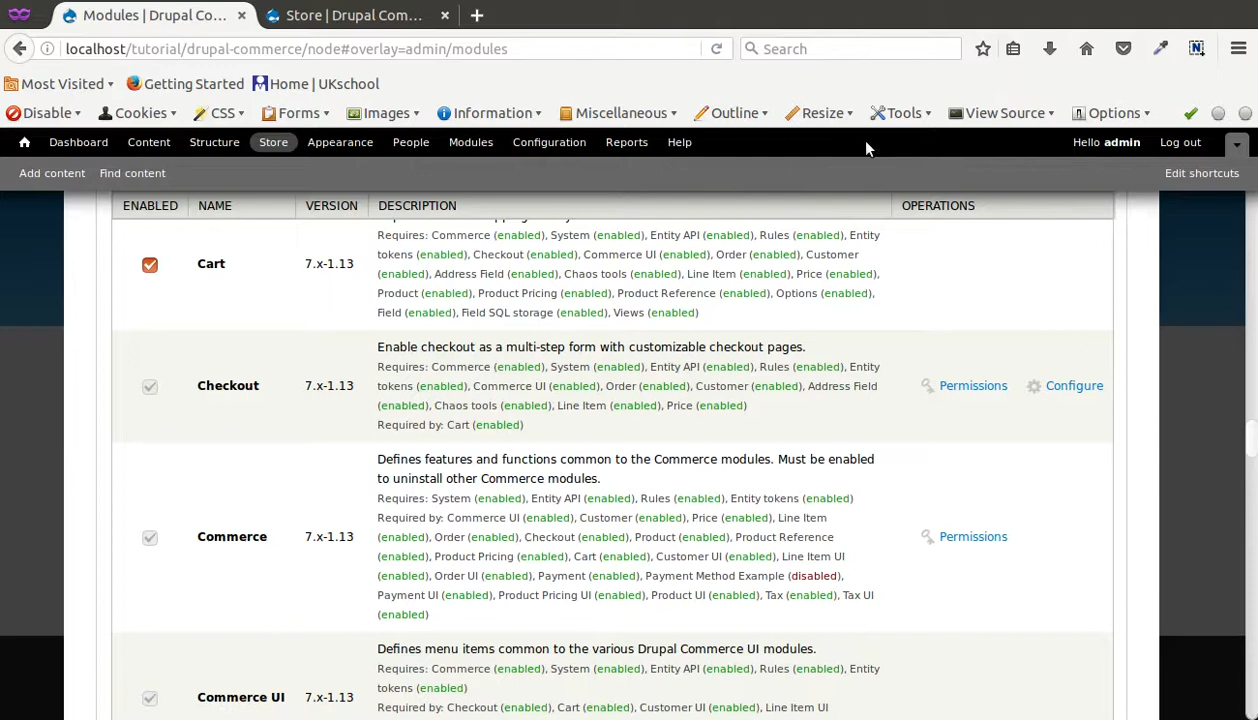 Modules | Drupal Co...
Store | Drupal Com...
localhost/tutorial/drupal-commerce/node#overlay=admin/modules
Search
Most Visited
Getting Started
Home | UKschool
Disable
Cookies
CSS
Forms
Images
Information
Miscellaneous
Outline
Resize
Tools
View Source
Options
Dashboard
Content
Structure
Store
Appearance
People
Modules
Configuration
Reports
Help
Hello admin
Log out
Add content
Find content
Edit shortcuts
ENABLED
NAME
VERSION
DESCRIPTION
OPERATIONS
Cart
7.x-1.13
Requires: Commerce (enabled), System (enabled), Entity API (enabled), Rules (enabled), Entity
tokens (enabled), Checkout (enabled), Commerce UI (enabled), Order (enabled), Customer
(enabled), Address Field (enabled), Chaos tools (enabled), Line Item (enabled), Price (enabled),
Product (enabled), Product Pricing (enabled), Product Reference (enabled), Options (enabled),
Field (enabled), Field SQL storage (enabled), Views (enabled)
Checkout
7.x-1.13
Enable checkout as a multi-step form with customizable checkout pages.
Requires: Commerce (enabled), System (enabled), Entity API (enabled), Rules (enabled), Entity
tokens (enabled), Commerce UI (enabled), Order (enabled), Customer (enabled), Address Field
(enabled), Chaos tools (enabled), Line Item (enabled), Price (enabled)
Required by: Cart (enabled)
Permissions
Configure
Commerce
7.x-1.13
Defines features and functions common to the Commerce modules. Must be enabled
to uninstall other Commerce modules.
Requires: System (enabled), Entity API (enabled), Rules (enabled), Entity tokens (enabled)
Required by: Commerce UI (enabled), Customer (enabled), Price (enabled), Line Item
(enabled), Order (enabled), Checkout (enabled), Product (enabled), Product Reference
(enabled), Product Pricing (enabled), Cart (enabled), Customer UI (enabled), Line Item UI
(enabled), Order UI (enabled), Payment (enabled), Payment Method Example (disabled),
Payment UI (enabled), Product Pricing UI (enabled), Product UI (enabled), Tax (enabled), Tax UI
(enabled)
Permissions
Commerce UI
7.x-1.13
Defines menu items common to the various Drupal Commerce UI modules.
Requires: Commerce (enabled), System (enabled), Entity API (enabled), Rules (enabled), Entity
tokens (enabled)
Required by: Checkout (enabled), Cart (enabled), Customer UI (enabled), Line Item UI